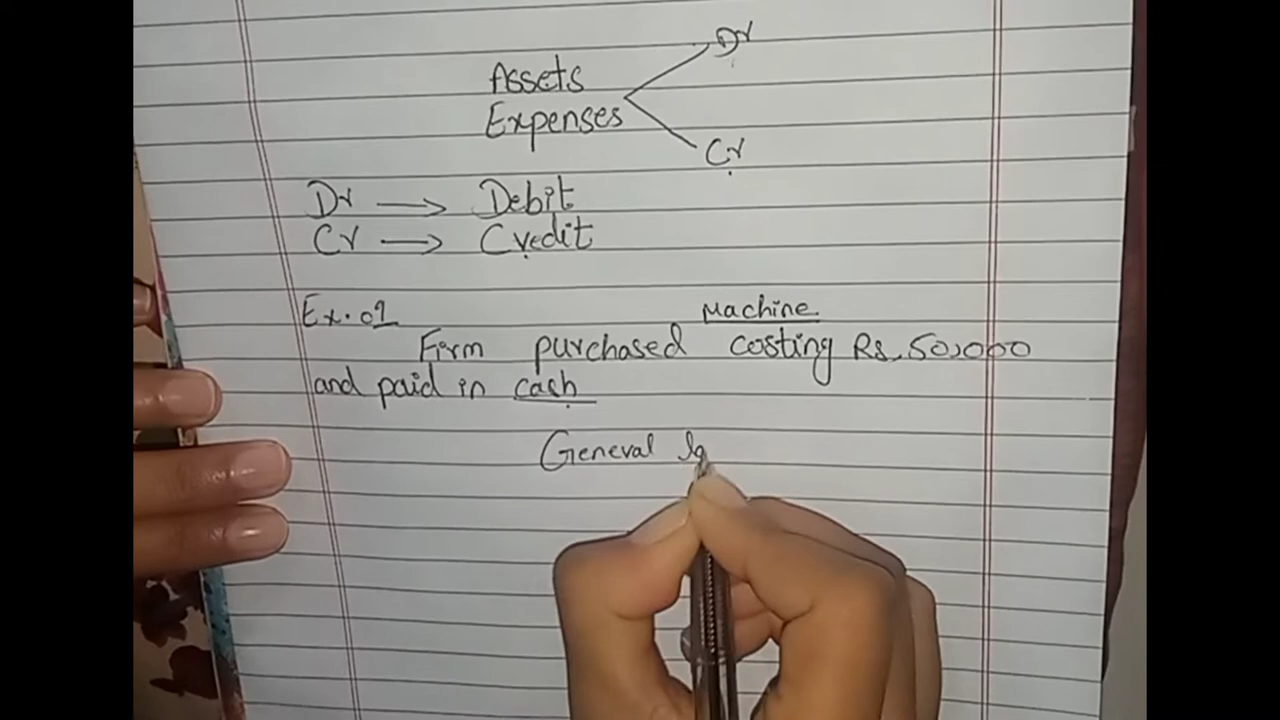 Assets
Expenses
Dr
Cr
Dr → Debit
Cr → Credit
Ex. 01
Firm purchased Machine costing Rs. 50,000
and paid in cash
General